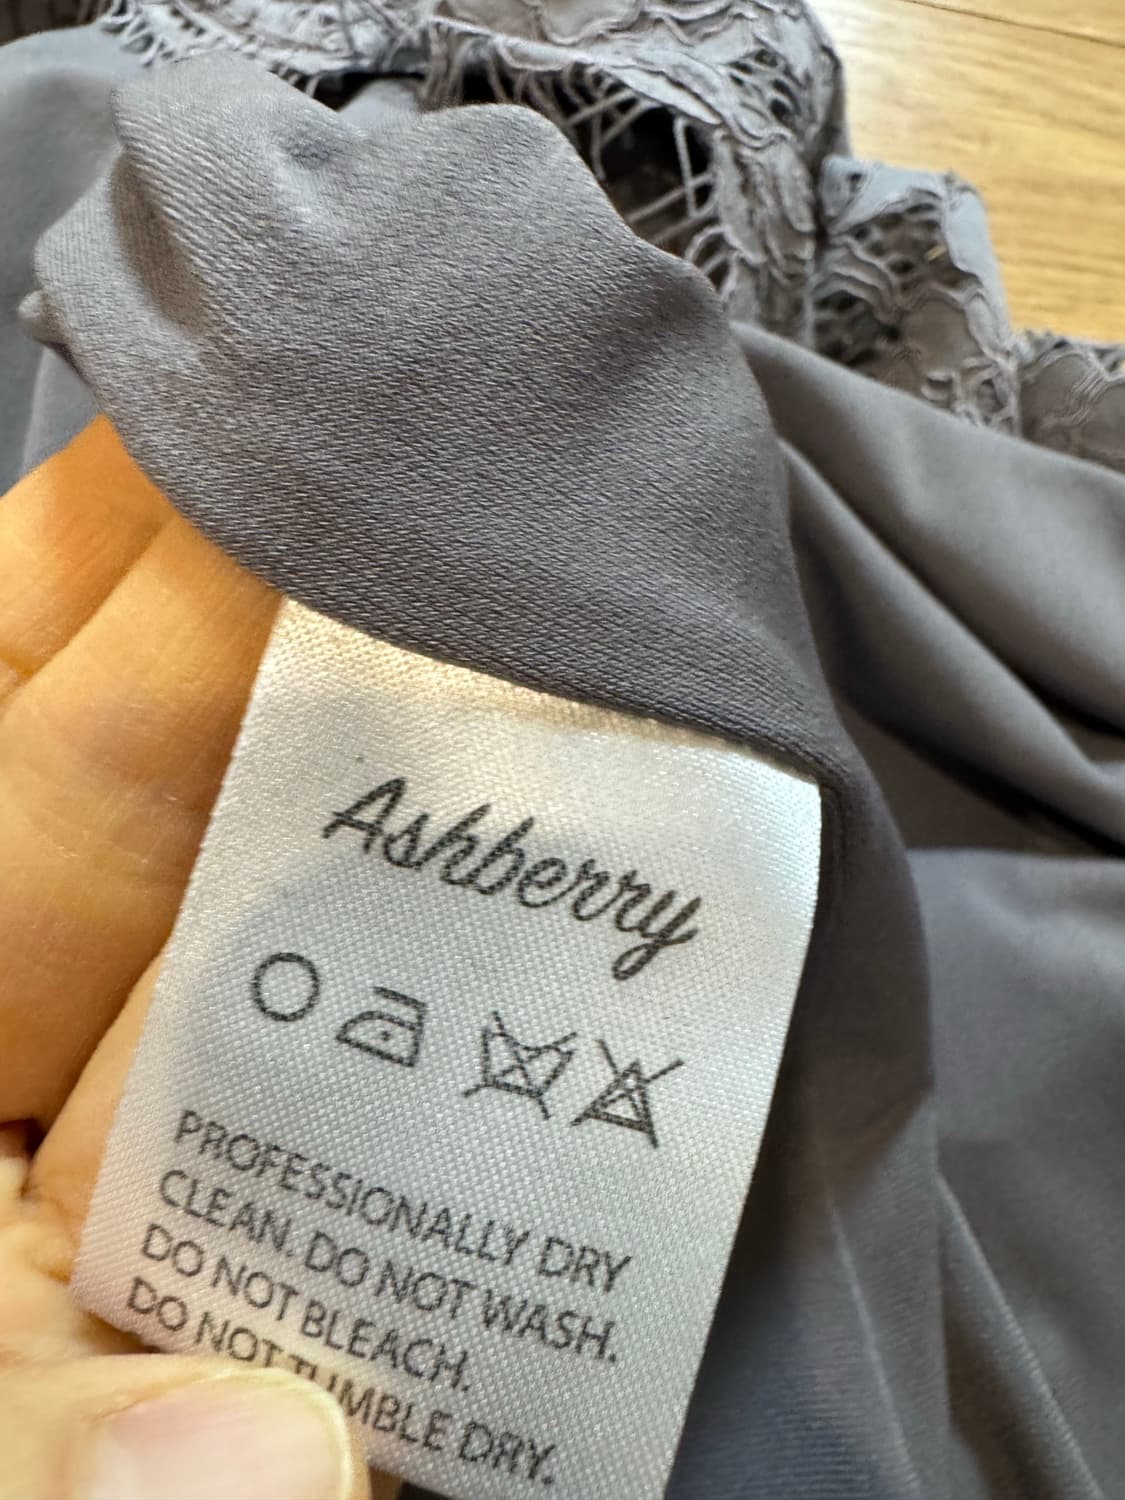 Ashberry
PROFESSIONALLY DRY
CLEAN. DO NOT WASH.
DO NOT BLEACH.
DO NOT TUMBLE DRY.